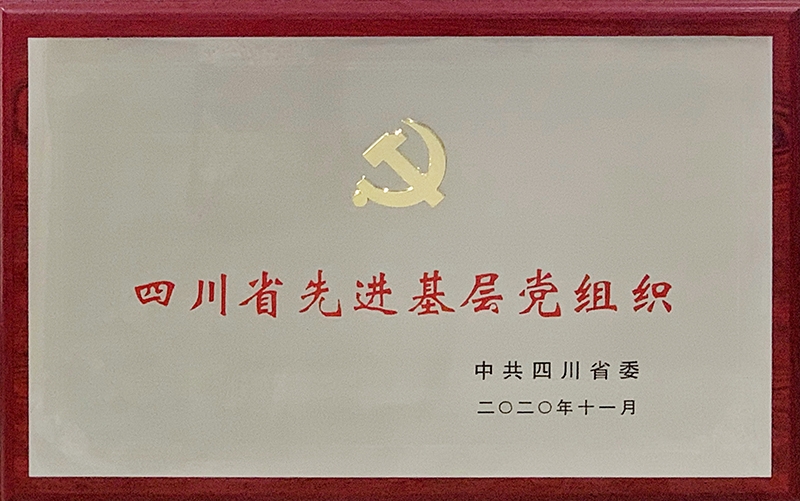 四川省先进基层党组织
中共四川省委
二〇二〇年十一月